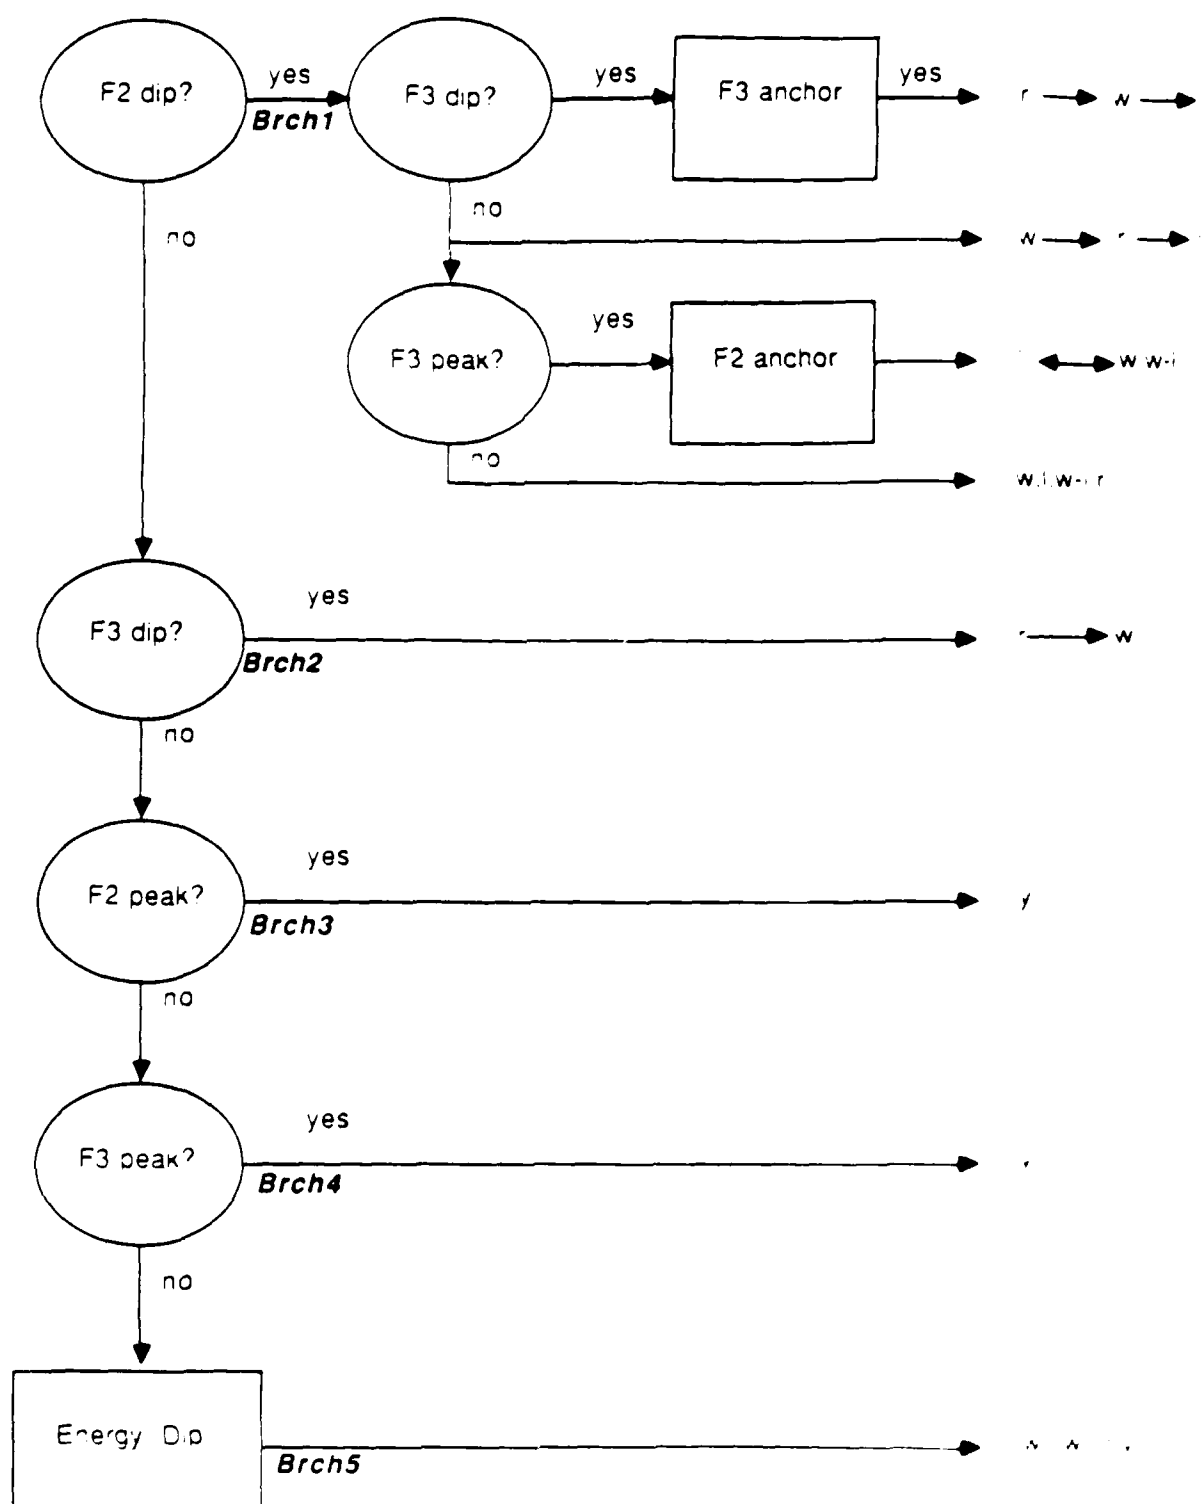 F2 dip?
yes
Brch1
F3 dip?
yes
F3 anchor
yes
r
w
no
no
w
r
F3 peak?
yes
F2 anchor
no
F3 dip?
yes
Brch2
w
no
F2 peak?
yes
Brch3
y
no
F3 peak?
yes
Brch4
no
Energy Dip
Brch5